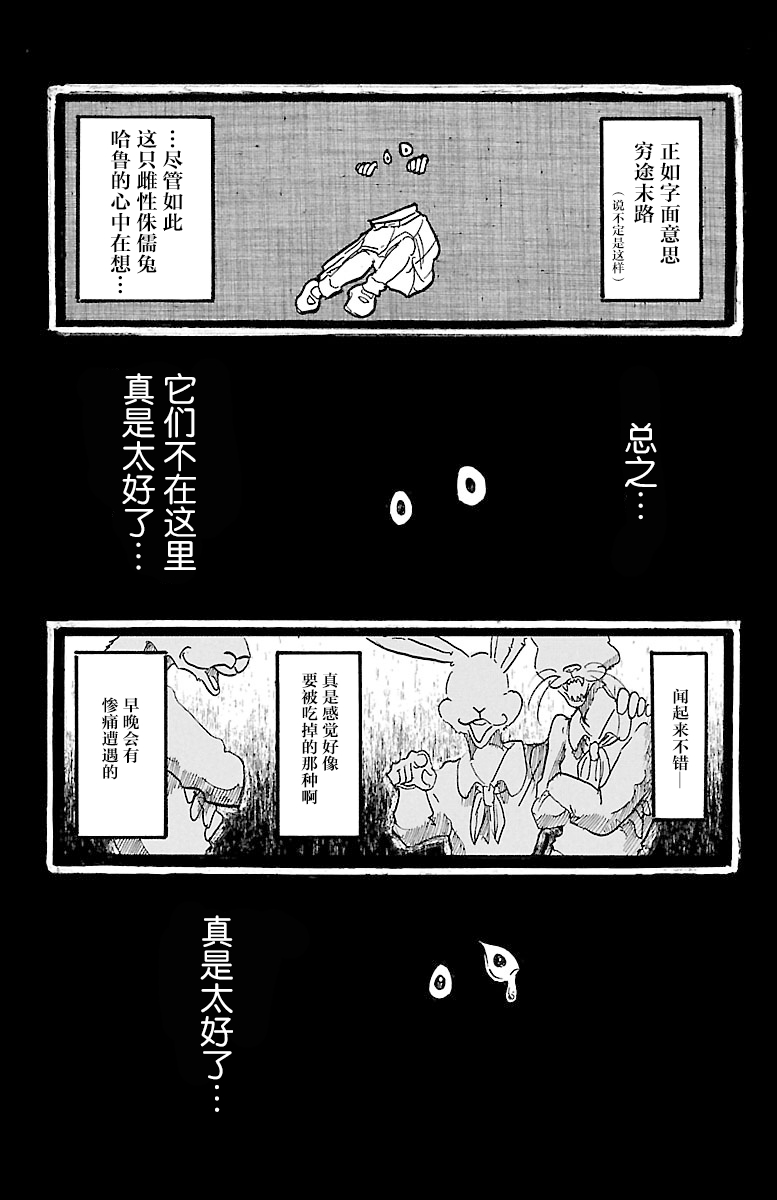 正如字面意思
穷途末路
（说不定是这样）
…尽管如此
这只雌性侏儒兔
哈鲁的心中在想…
总之…
它们不在这里
真是太好了…
闻起来不错—
真是感觉好像
要被吃掉的那种啊
早晚会有
惨痛遭遇的
真是太好了…